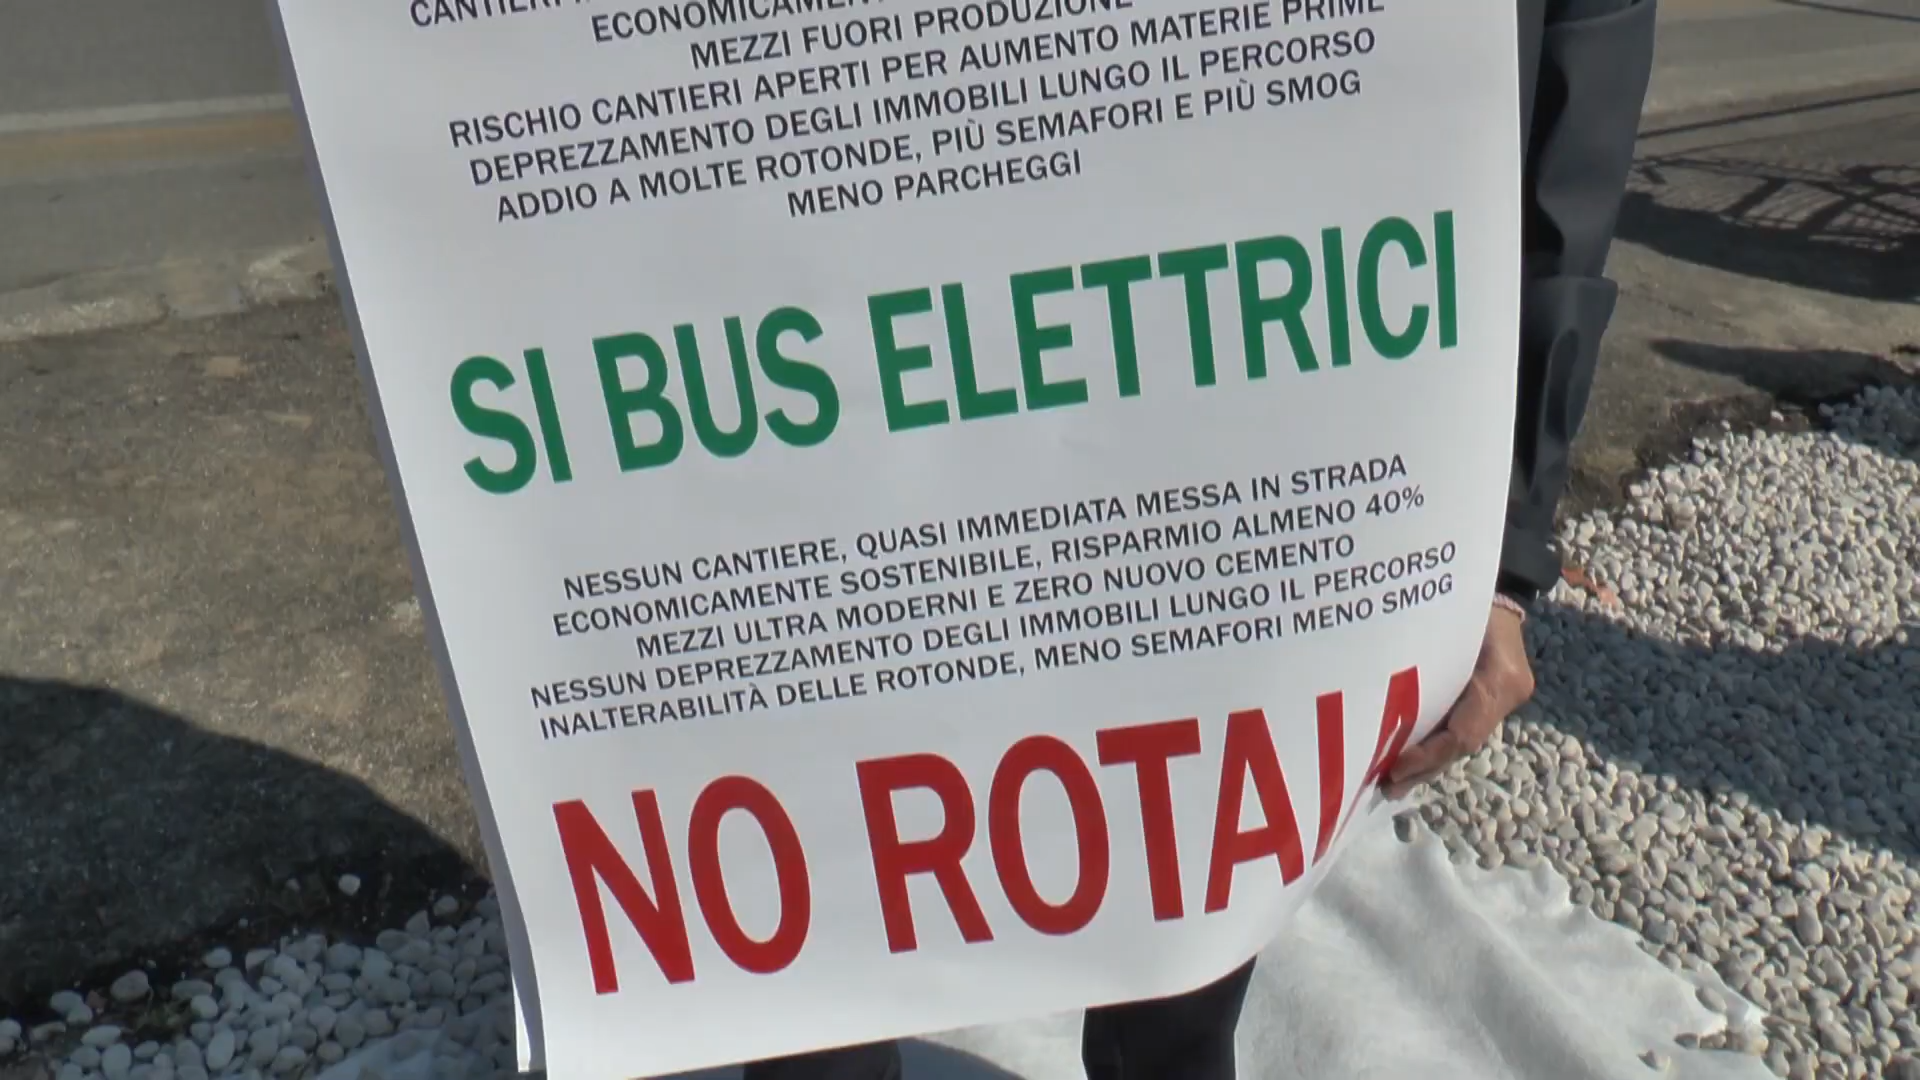 CANTIERI
ECONOMICAMEN
MEZZI FUORI PRODUZIONE
RISCHIO CANTIERI APERTI PER AUMENTO MATERIE PRIME
DEPREZZAMENTO DEGLI IMMOBILI LUNGO IL PERCORSO
ADDIO A MOLTE ROTONDE, PIÙ SEMAFORI E PIÙ SMOG
MENO PARCHEGGI
SI BUS ELETTRICI
NESSUN CANTIERE, QUASI IMMEDIATA MESSA IN STRADA
ECONOMICAMENTE SOSTENIBILE, RISPARMIO ALMENO 40%
MEZZI ULTRA MODERNI E ZERO NUOVO CEMENTO
NESSUN DEPREZZAMENTO DEGLI IMMOBILI LUNGO IL PERCORSO
INALTERABILITÀ DELLE ROTONDE, MENO SEMAFORI MENO SMOG
NO ROTAIA